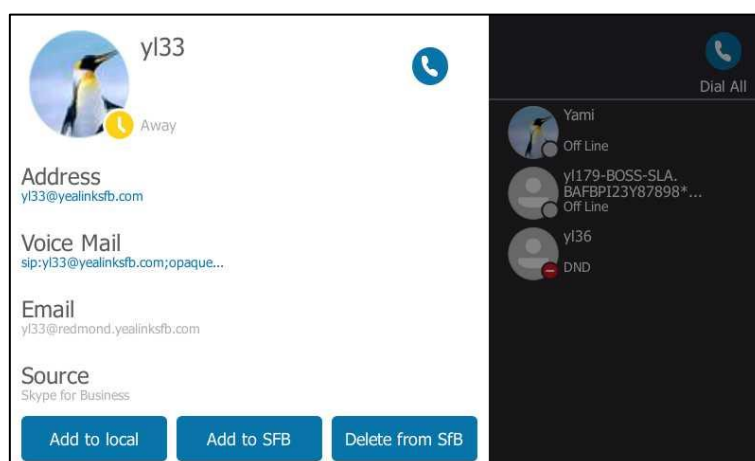 yl33
Away
Address
yl33@yealinksfb.com
Voice Mail
sip:yl33@yealinksfb.com;opaque...
Email
yl33@redmond.yealinksfb.com
Source
Skype for Business
Add to local
Add to SFB
Delete from SfB
Dial All
Yami
Off Line
yl179-BOSS-SLA.
BAFBPI23Y87898*...
Off Line
yl36
DND